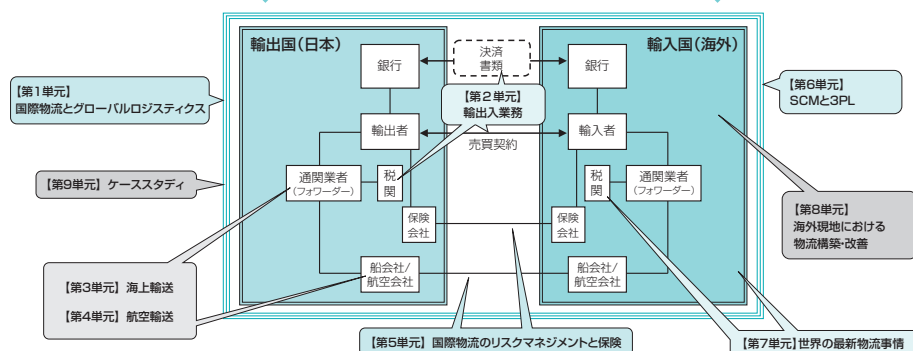 輸出国(日本)
輸入国(海外)
決済
書類
銀行
銀行
【第1単元】
国際物流とグローバルロジスティクス
【第2単元】
輸出入業務
【第6単元】
SCMと3PL
輸出者
輸入者
売買契約
通関業者
(フォワーダー)
税
関
税
関
通関業者
(フォワーダー)
【第9単元】ケーススタディ
保険
会社
保険
会社
【第8単元】
海外現地における
物流構築・改善
船会社/
航空会社
船会社/
航空会社
【第3単元】海上輸送
【第4単元】航空輸送
【第5単元】国際物流のリスクマネジメントと保険
【第7単元】世界の最新物流事情